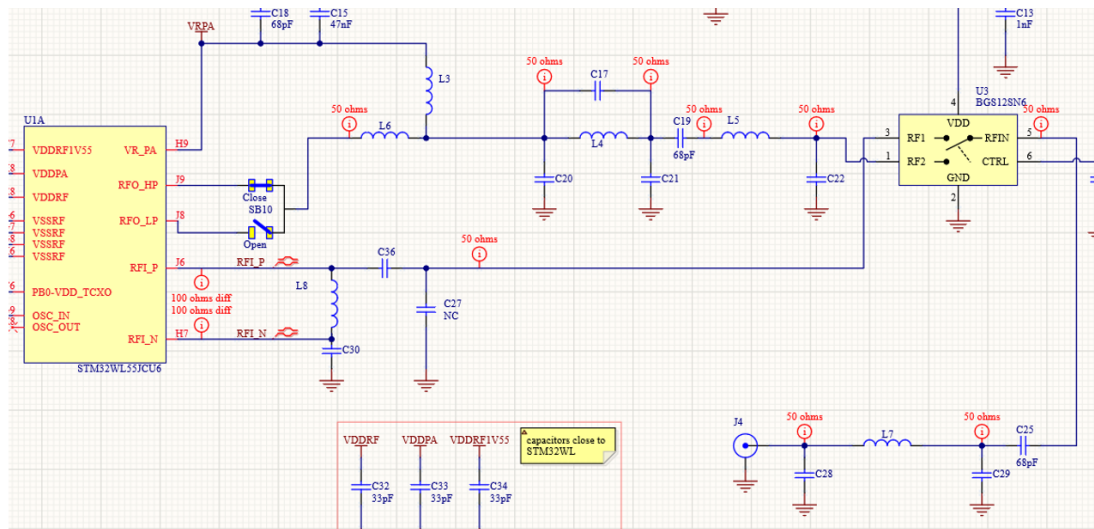 C18
68pF
C15
47nF
C13
1nF
VRPA
L3
50 ohms
C17
50 ohms
50 ohms
L6
L4
C19
68pF
50 ohms
L5
50 ohms
C20
C21
C22
U3
BGS12SN6
4
VDD
3
RF1
RFIN
5
50 ohms
1
RF2
CTRL
6
GND
2
U1A
VDDRF1V55
VR_PA
H9
VDDPA
RFO_HP
J9
VDDRF
VSSRF
RFO_LP
J8
VSSRF
VSSRF
VSSRF
RFI_P
J6
PB0-VDD_TCXO
OSC_IN
OSC_OUT
RFI_N
H7
STM32WL55JCU6
Close
SB10
Open
RFI_P
100 ohms diff
100 ohms diff
RFI_N
L8
C36
50 ohms
C27
NC
C30
VDDRF
VDDPA
VDDRF1V55
capacitors close to
STM32WL
C32
33pF
C33
33pF
C34
33pF
J4
50 ohms
L7
50 ohms
C25
68pF
C28
C29